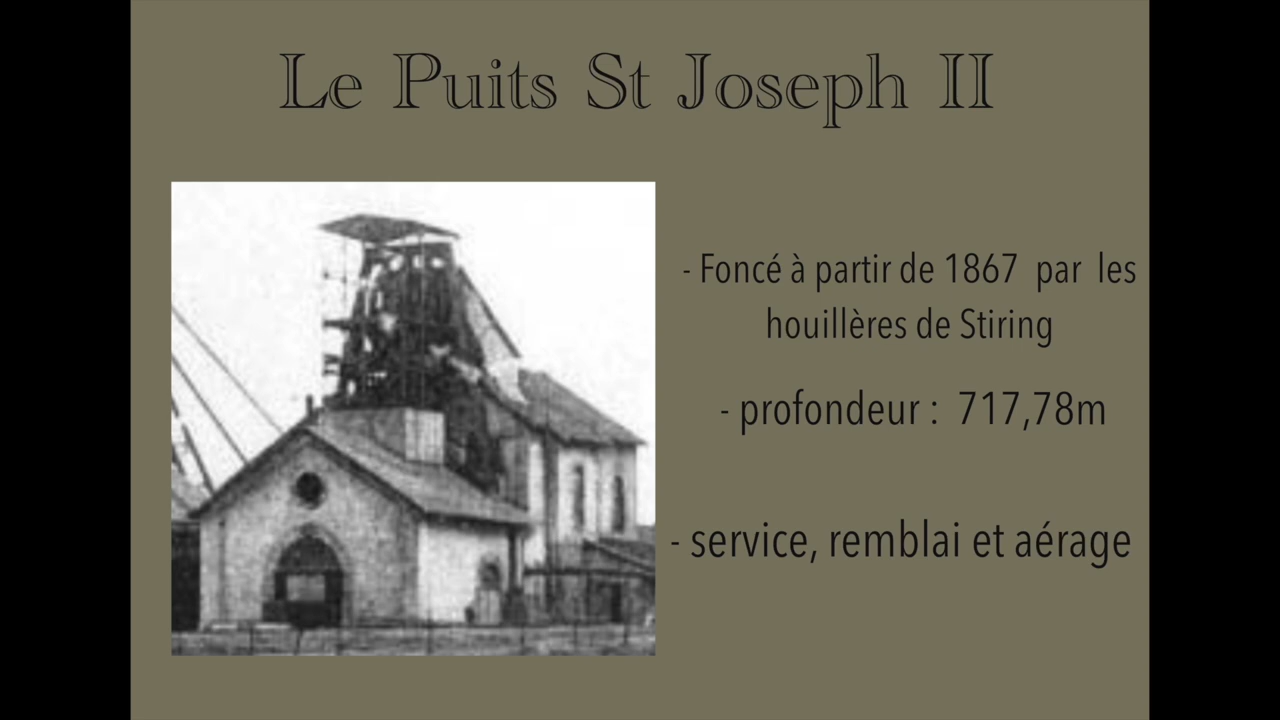 Le Puits St Joseph II
- Foncé à partir de 1867 par les
houillères de Stiring
- profondeur : 717,78m
- service, remblai et aérage